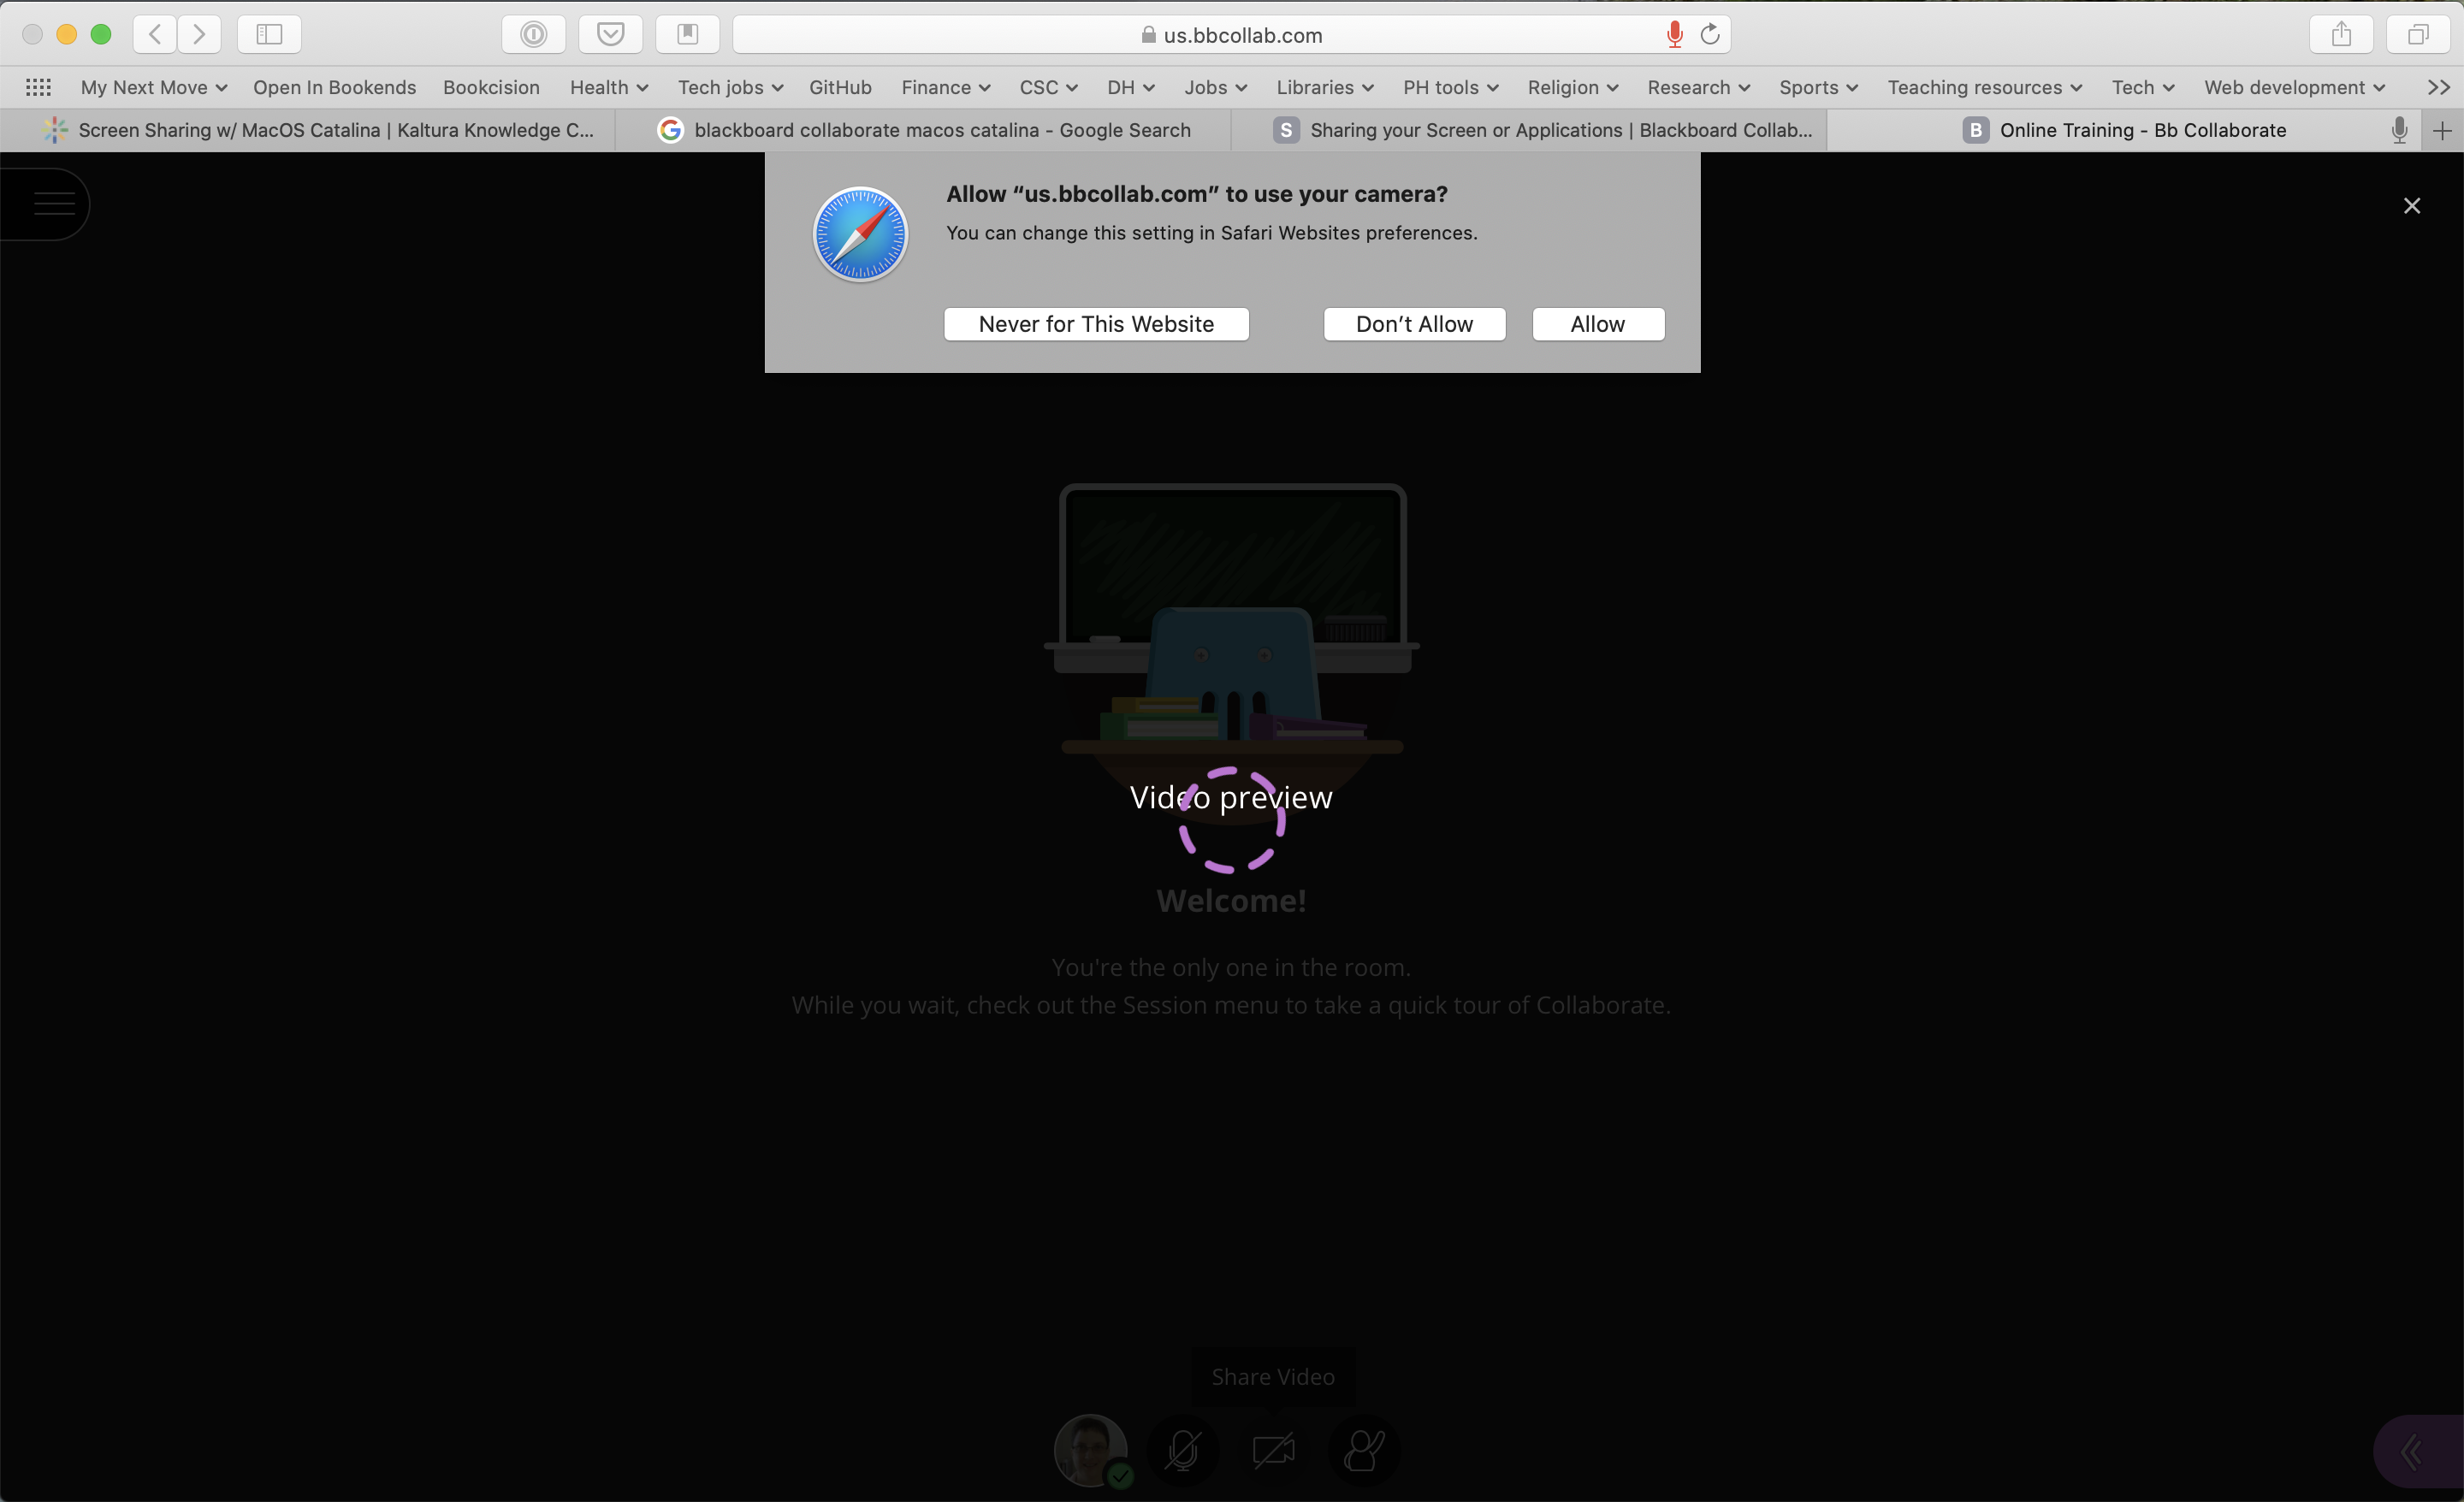 us.bbcollab.com
My Next Move Open In Bookends Bookcision Health Tech jobs GitHub Finance CSC DH Jobs Libraries PH tools Religion Research Sports Teaching resources Tech Web development
Screen Sharing w/ MacOS Catalina | Kaltura Knowledge C... G blackboard collaborate macos catalina - Google Search S Sharing your Screen or Applications | Blackboard Collab... B Online Training - Bb Collaborate
Allow “us.bbcollab.com” to use your camera?
You can change this setting in Safari Websites preferences.
Never for This Website Don’t Allow Allow
Video preview
Welcome!
You're the only one in the room.
While you wait, check out the Session menu to take a quick tour of Collaborate.
Share Video